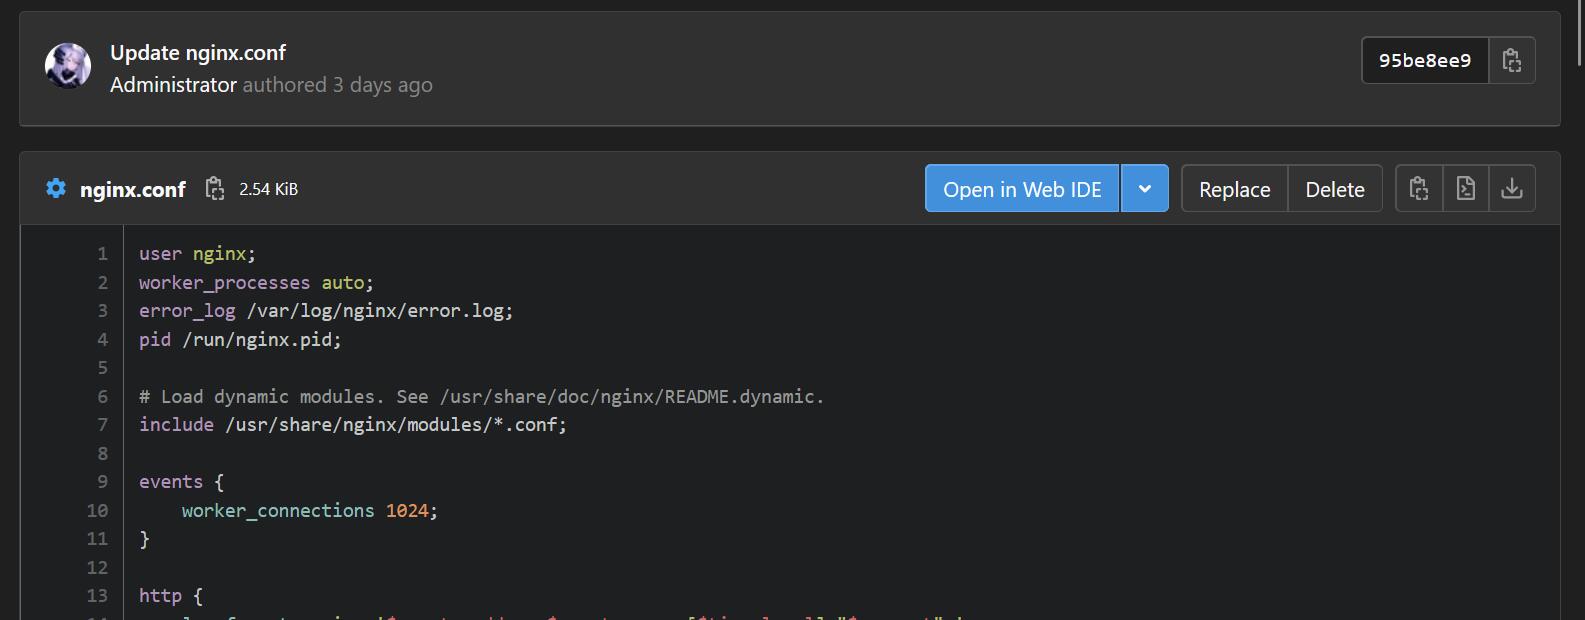 Update nginx.conf
Administrator authored 3 days ago
95be8ee9
nginx.conf 2.54 KiB
Open in Web IDE Replace Delete
1 user nginx;
2 worker_processes auto;
3 error_log /var/log/nginx/error.log;
4 pid /run/nginx.pid;
5
6 # Load dynamic modules. See /usr/share/doc/nginx/README.dynamic.
7 include /usr/share/nginx/modules/*.conf;
8
9 events {
10     worker_connections 1024;
11 }
12
13 http {